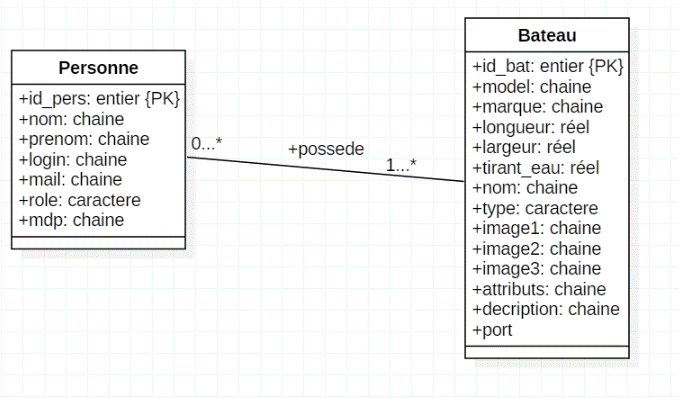 Personne
+id_pers: entier {PK}
+nom: chaine
+prenom: chaine
+login: chaine
+mail: chaine
+role: caractere
+mdp: chaine
0...*
+possede
1...*
Bateau
+id_bat: entier {PK}
+model: chaine
+marque: chaine
+longueur: réel
+largeur: réel
+tirant_eau: réel
+nom: chaine
+type: caractere
+image1: chaine
+image2: chaine
+image3: chaine
+attributs: chaine
+decription: chaine
+port